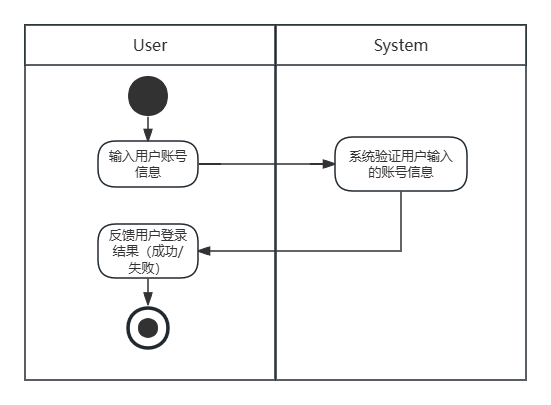 User
System
输入用户账号
信息
系统验证用户输入
的账号信息
反馈用户登录
结果（成功/
失败）